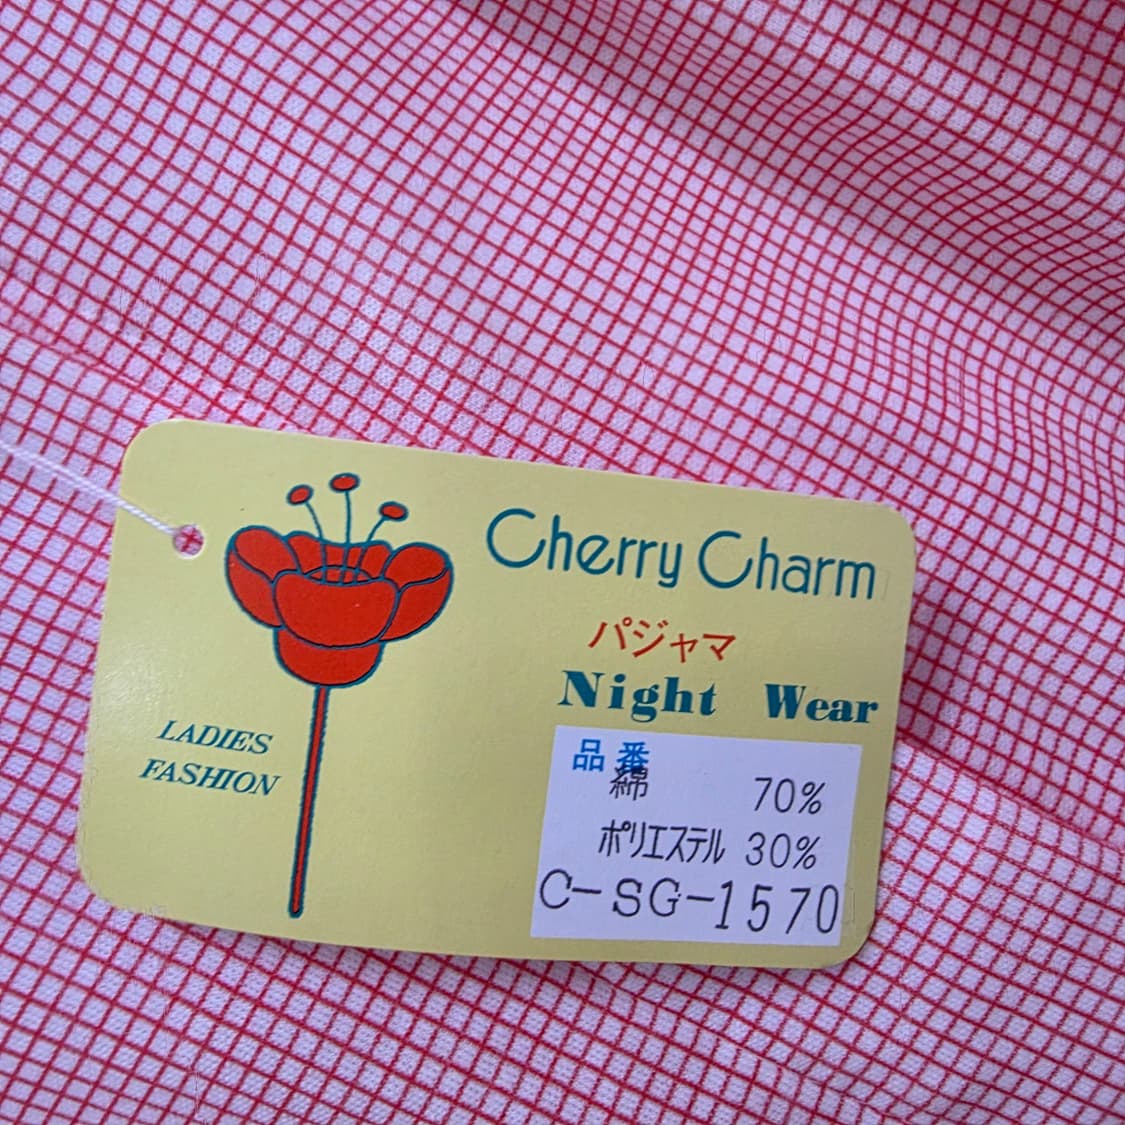 Cherry Charm
パジャマ
Night Wear
LADIES
FASHION
品番
綿 70%
ポリエステル 30%
C-SG-1570